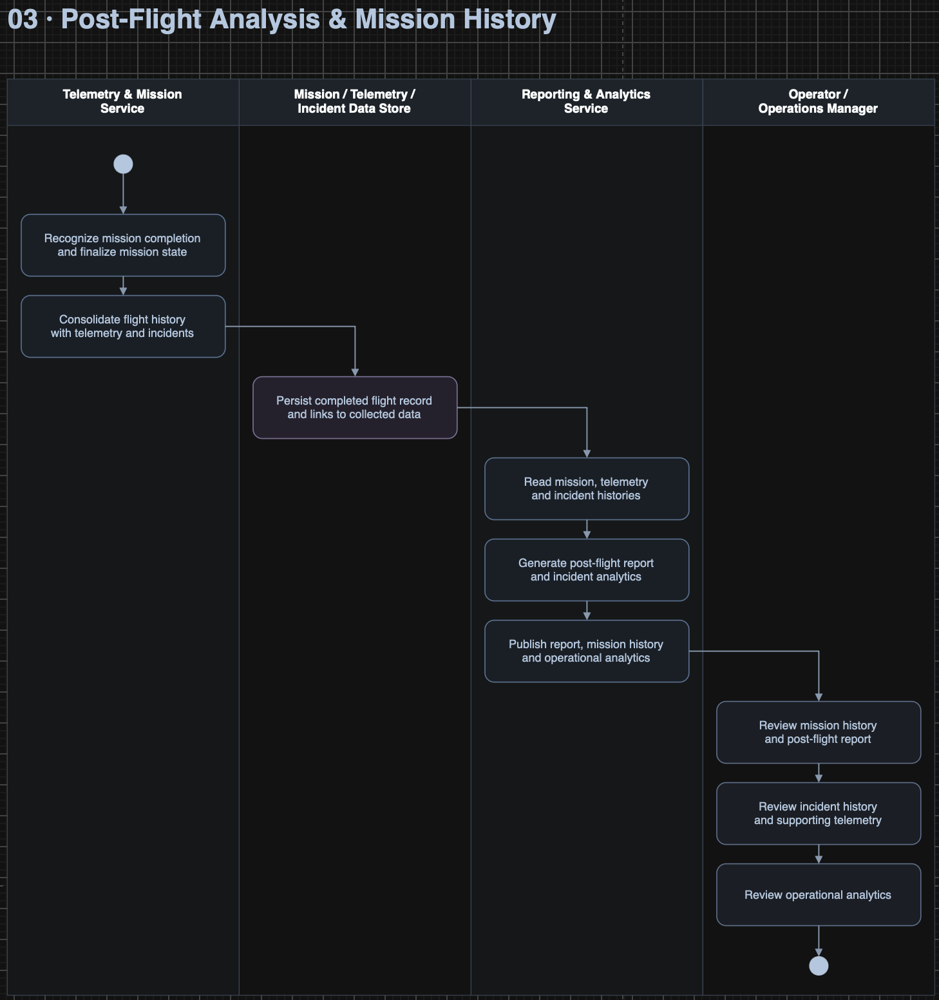 03 · Post-Flight Analysis & Mission History
Telemetry & Mission
Service
Mission / Telemetry /
Incident Data Store
Reporting & Analytics
Service
Operator /
Operations Manager
Recognize mission completion
and finalize mission state
Consolidate flight history
with telemetry and incidents
Persist completed flight record
and links to collected data
Read mission, telemetry
and incident histories
Generate post-flight report
and incident analytics
Publish report, mission history
and operational analytics
Review mission history
and post-flight report
Review incident history
and supporting telemetry
Review operational analytics